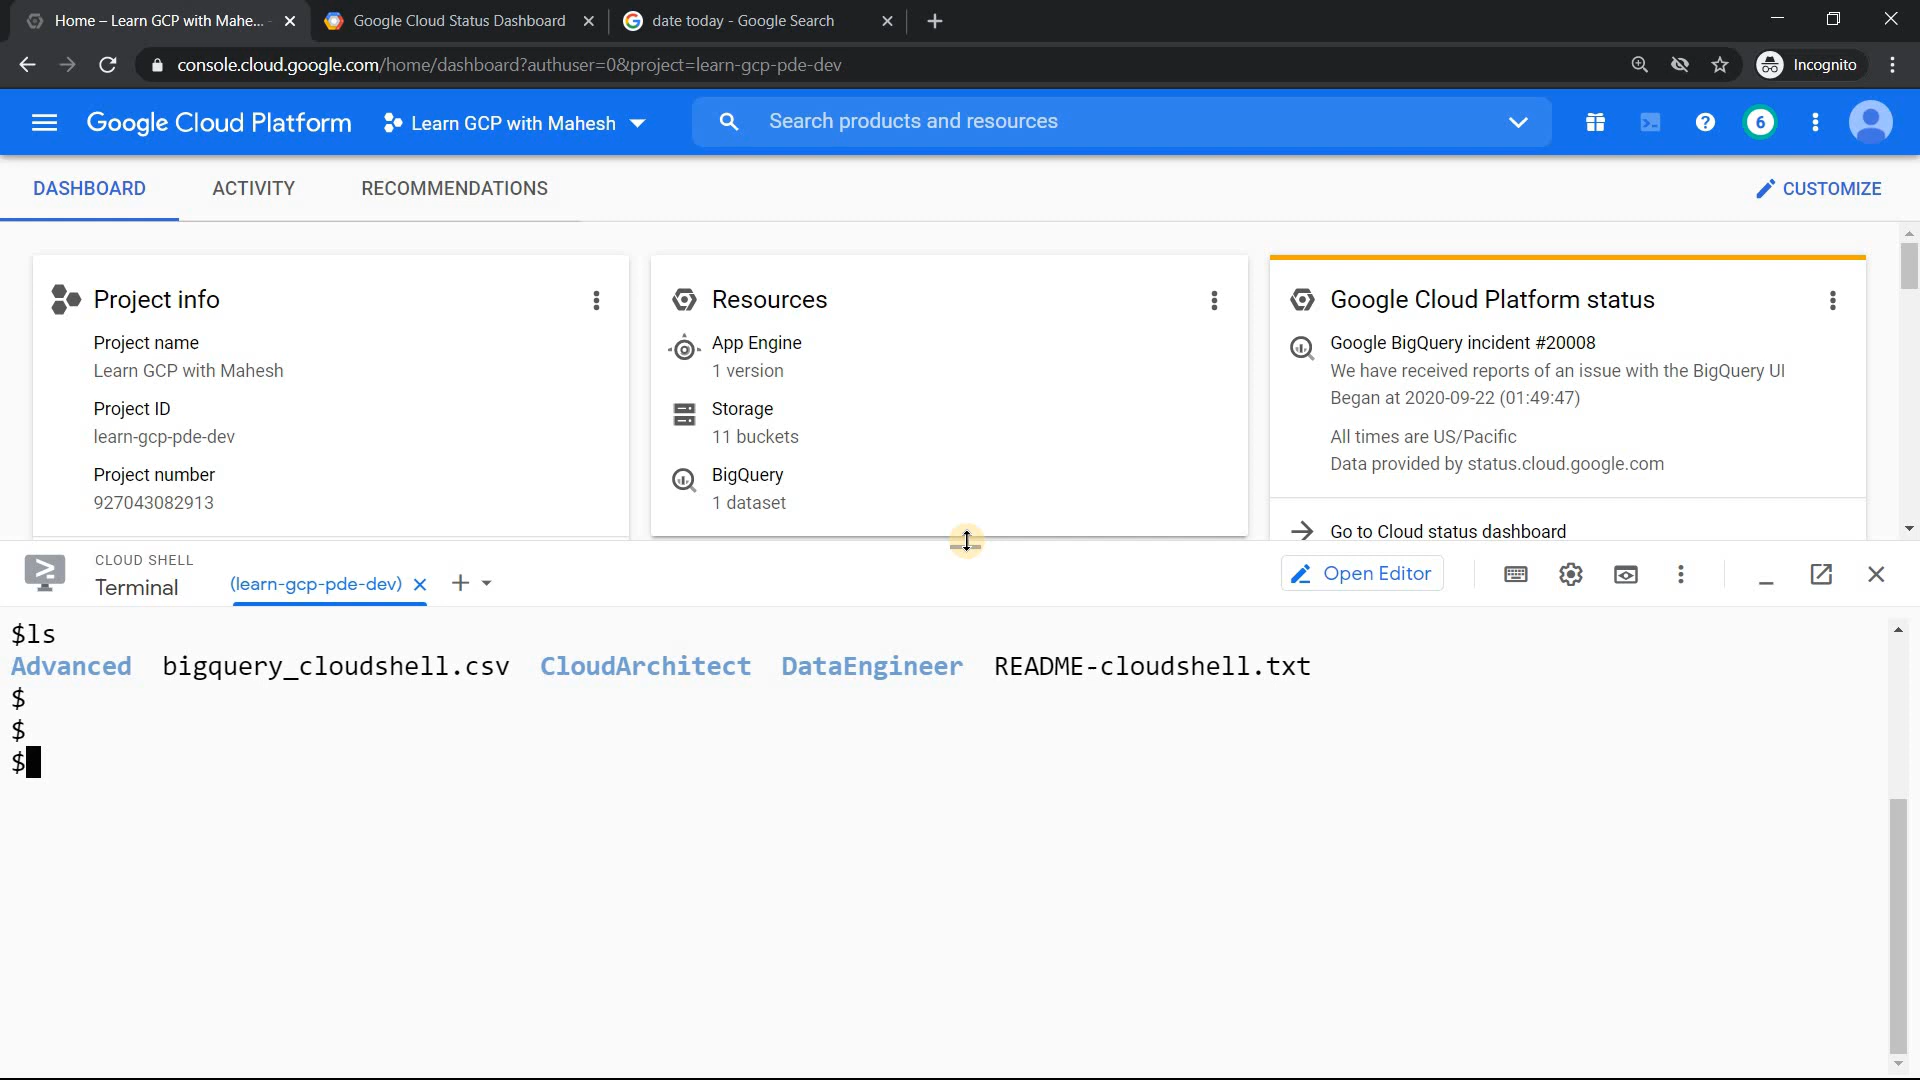 Home – Learn GCP with Mahe...
Google Cloud Status Dashboard
date today - Google Search
console.cloud.google.com/home/dashboard?authuser=0&project=learn-gcp-pde-dev
Incognito
Google Cloud Platform
Learn GCP with Mahesh
Search products and resources
6
DASHBOARD
ACTIVITY
RECOMMENDATIONS
CUSTOMIZE
Project info
Project name
Learn GCP with Mahesh
Project ID
learn-gcp-pde-dev
Project number
927043082913
Resources
App Engine
1 version
Storage
11 buckets
BigQuery
1 dataset
Google Cloud Platform status
Google BigQuery incident #20008
We have received reports of an issue with the BigQuery UI
Began at 2020-09-22 (01:49:47)
All times are US/Pacific
Data provided by status.cloud.google.com
Go to Cloud status dashboard
CLOUD SHELL
Terminal
(learn-gcp-pde-dev)
Open Editor
$ls
Advanced bigquery_cloudshell.csv CloudArchitect DataEngineer README-cloudshell.txt
$
$
$